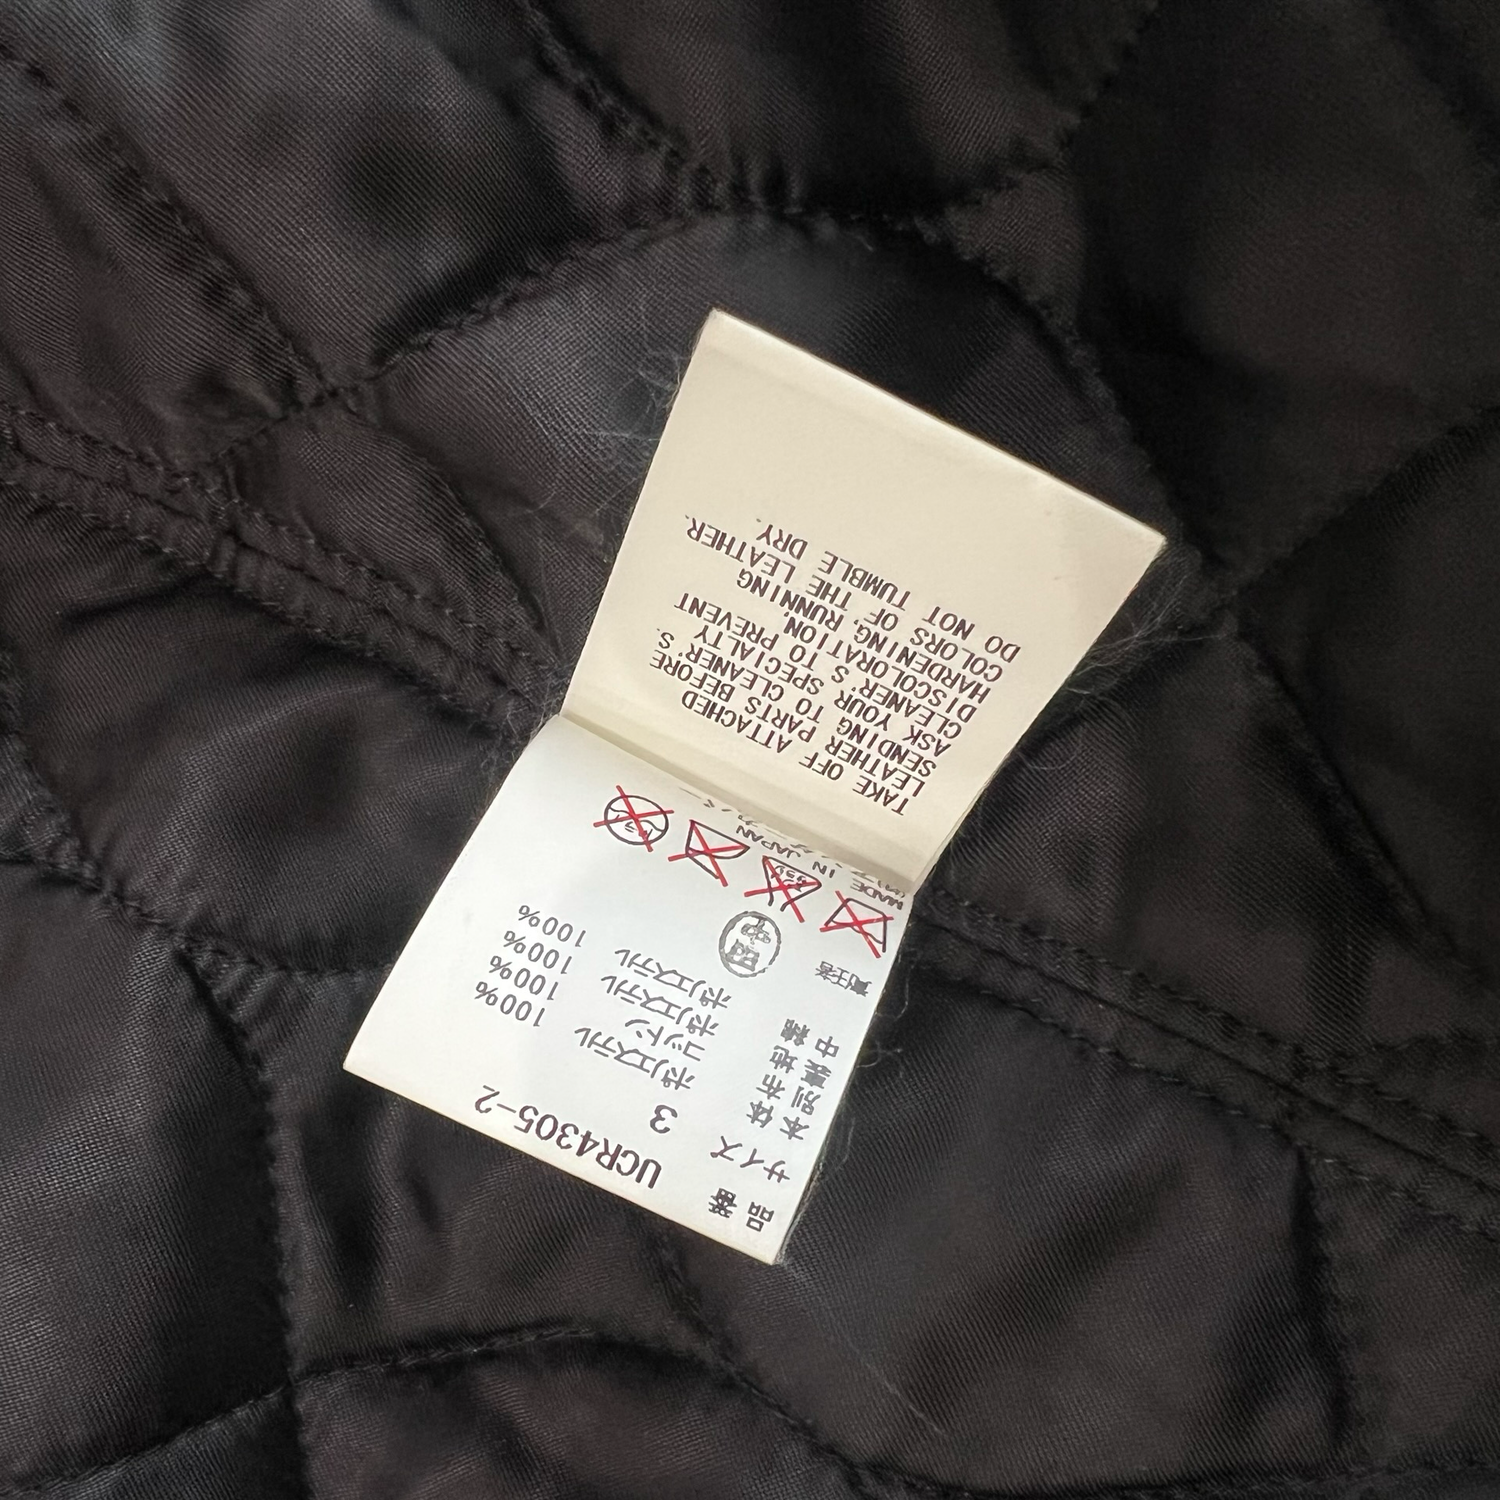 品番 UCR4305-2
サイズ 3
本体 ポリエステル 100%
別布 コットン 100%
裏地 ポリエステル 100%
中綿 ポリエステル 100%
責任者
MADE IN JAPAN
TAKE OFF ATTACHED
LEATHER PARTS BEFORE
SENDING TO CLEANER'S.
ASK YOUR SPECIALTY
CLEANER'S TO PREVENT
DISCOLORATION,
HARDENING, RUNNING
COLORS OF THE LEATHER.
DO NOT TUMBLE DRY.